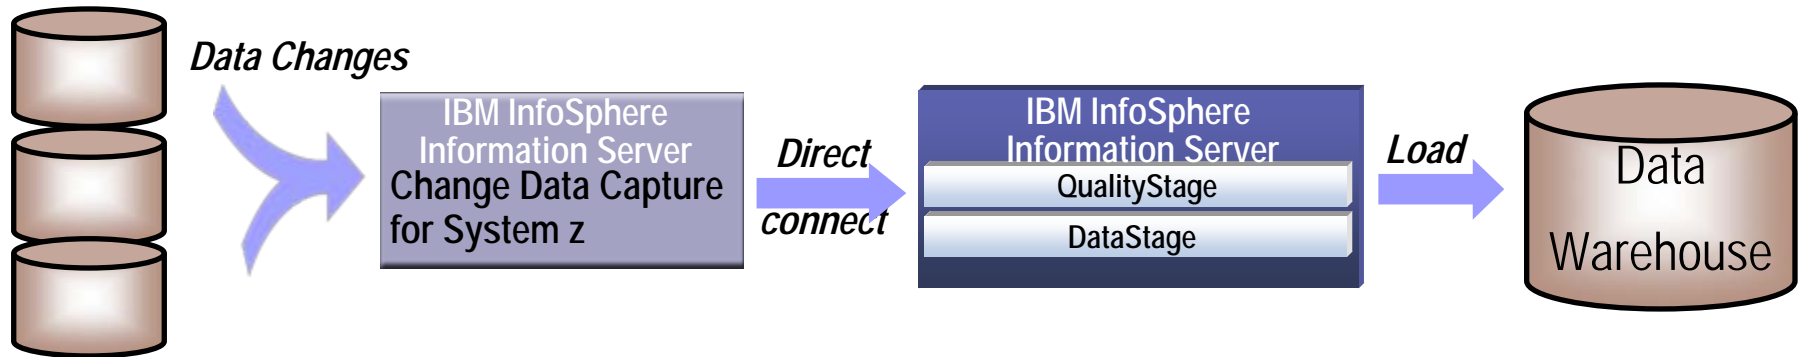 Data Changes
IBM InfoSphere
Information Server
Change Data Capture
for System z
Direct
connect
IBM InfoSphere
Information Server
QualityStage
DataStage
Load
Data
Warehouse